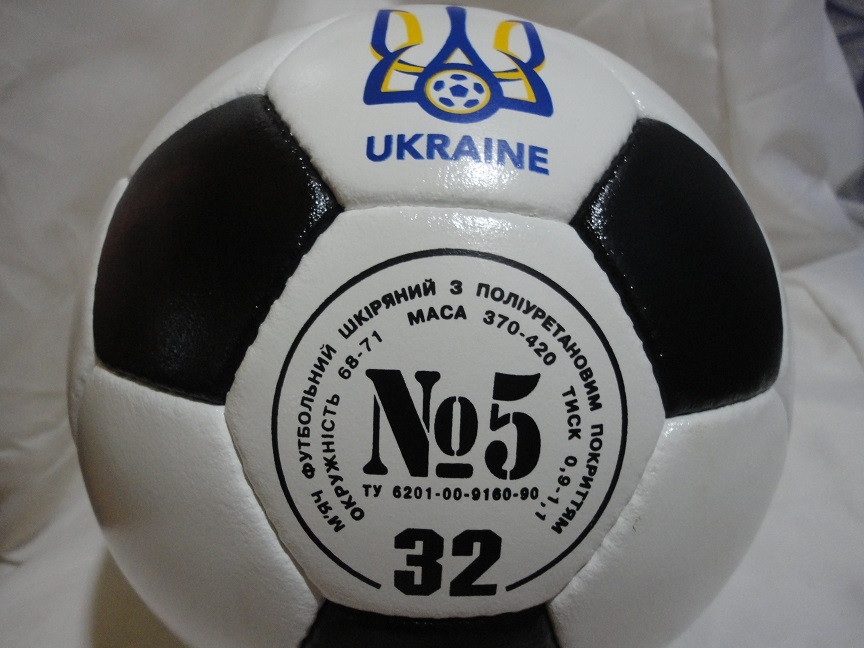 UKRAINE
М'ЯЧ ФУТБОЛЬНИЙ ШКІРЯНИЙ З ПОЛІУРЕТАНОВИМ ПОКРИТТЯМ
ОКРУЖНІСТЬ 68-71 МАСА 370-420 ТИСК 0,9-1,1
№5
ТУ 6201-00-9160-90
32